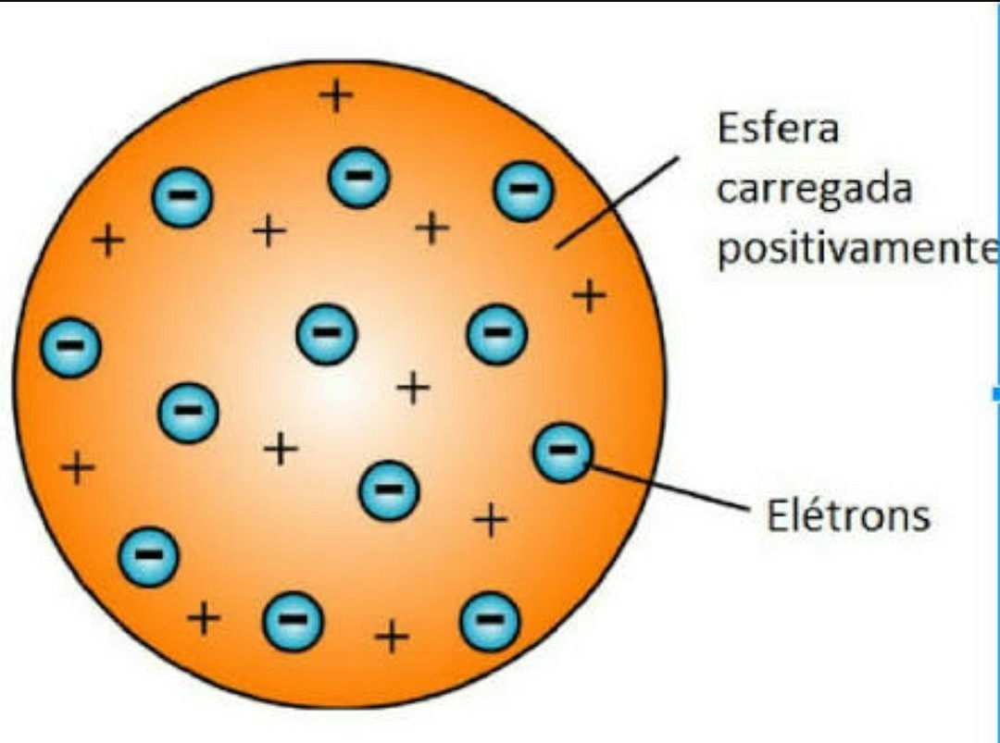 Esfera
carregada
positivamente
Elétrons